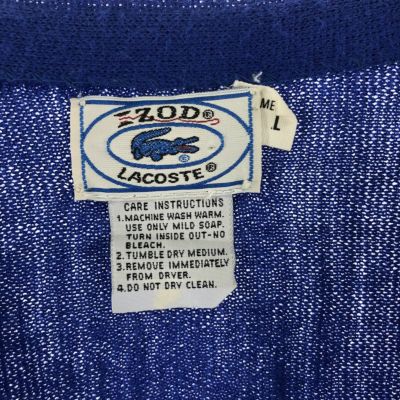 IZOD®
LACOSTE®
ME
L
CARE INSTRUCTIONS
1.MACHINE WASH WARM.
USE ONLY MILD SOAP.
TURN INSIDE OUT-NO
BLEACH.
2.TUMBLE DRY MEDIUM.
3.REMOVE IMMEDIATELY
FROM DRYER.
4.DO NOT DRY CLEAN.